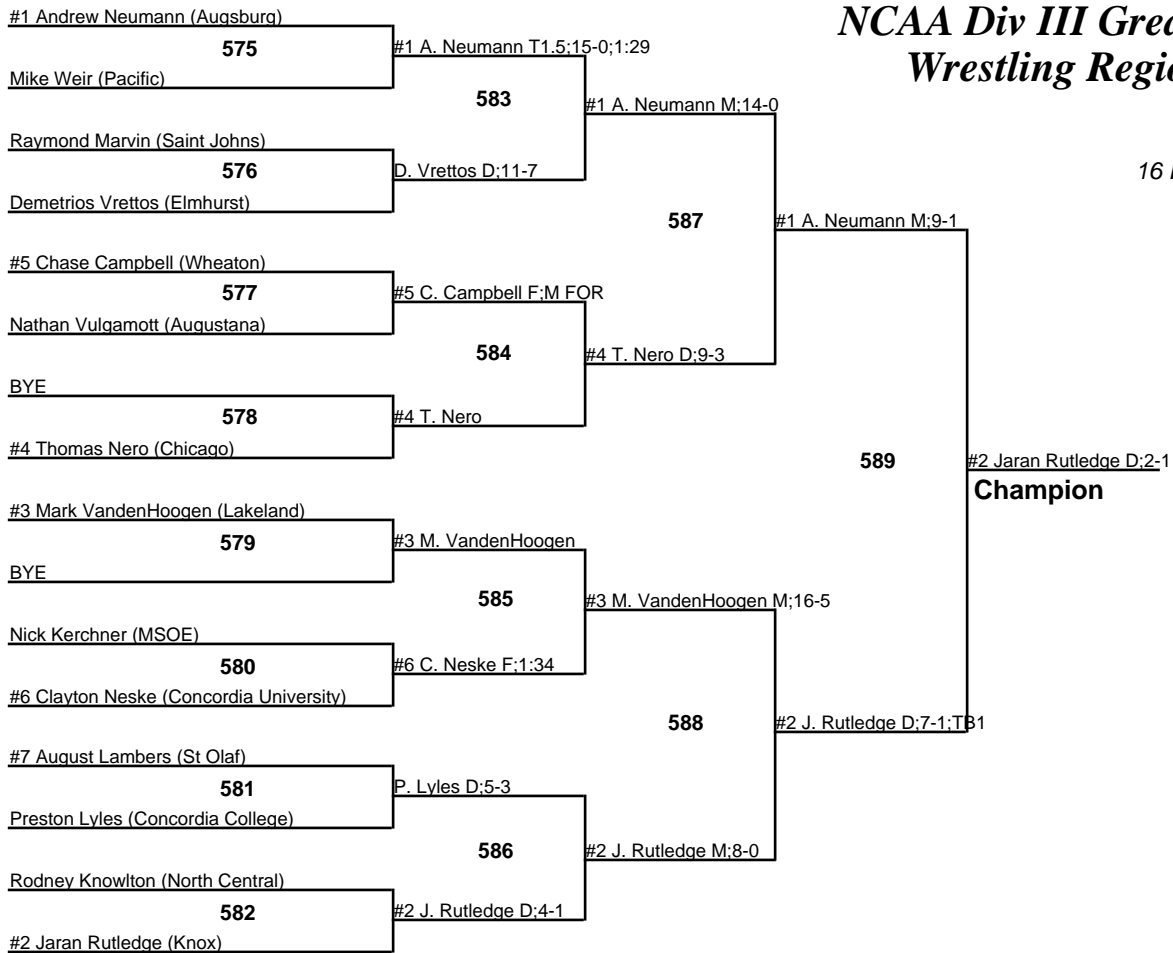 NCAA Div III Grea
Wrestling Regio
16
#1 Andrew Neumann (Augsburg)
575
Mike Weir (Pacific)
#1 A. Neumann T1.5;15-0;1:29
583
Raymond Marvin (Saint Johns)
576
Demetrios Vrettos (Elmhurst)
D. Vrettos D;11-7
#1 A. Neumann M;14-0
587
#5 Chase Campbell (Wheaton)
577
Nathan Vulgamott (Augustana)
#5 C. Campbell F;M FOR
584
BYE
578
#4 Thomas Nero (Chicago)
#4 T. Nero
#4 T. Nero D;9-3
#1 A. Neumann M;9-1
589
#2 Jaran Rutledge D;2-1
Champion
#3 Mark VandenHoogen (Lakeland)
579
BYE
#3 M. VandenHoogen
585
Nick Kerchner (MSOE)
580
#6 Clayton Neske (Concordia University)
#6 C. Neske F;1:34
#3 M. VandenHoogen M;16-5
588
#2 J. Rutledge D;7-1;TB1
#7 August Lambers (St Olaf)
581
Preston Lyles (Concordia College)
P. Lyles D;5-3
586
Rodney Knowlton (North Central)
582
#2 Jaran Rutledge (Knox)
#2 J. Rutledge D;4-1
#2 J. Rutledge M;8-0